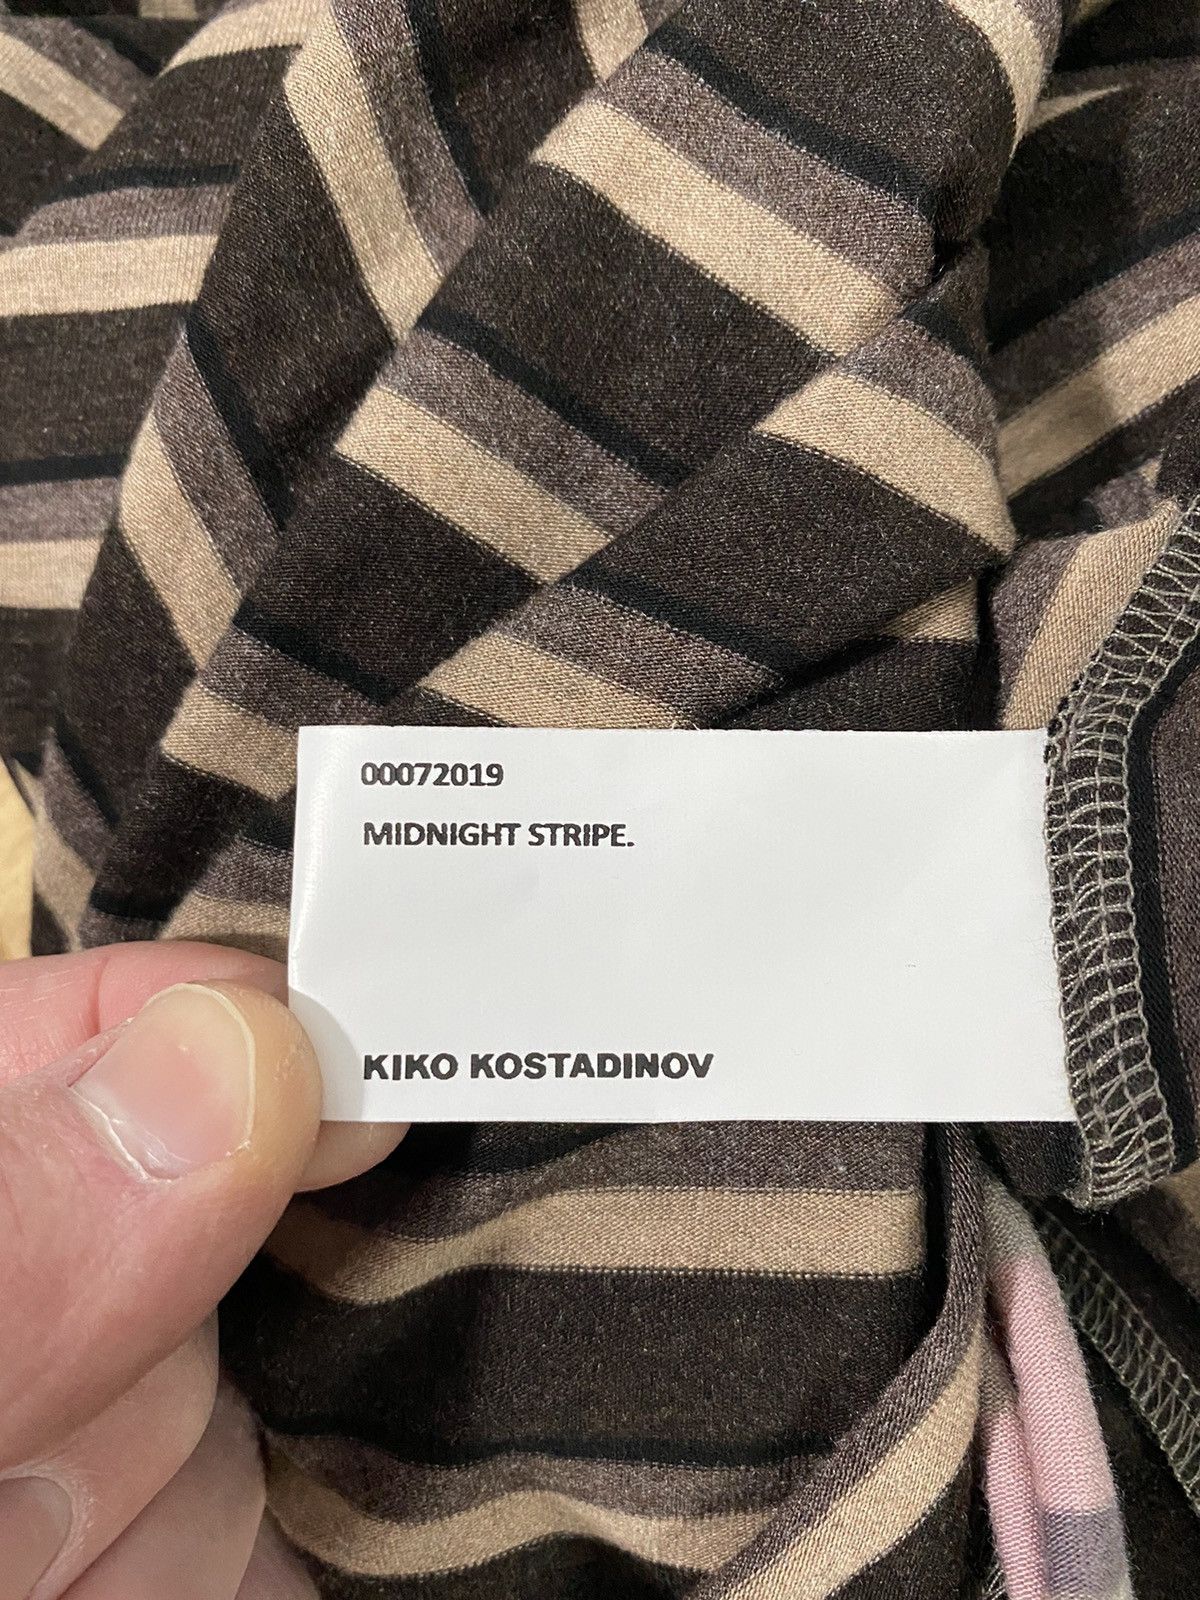 00072019
MIDNIGHT STRIPE.
KIKO KOSTADINOV